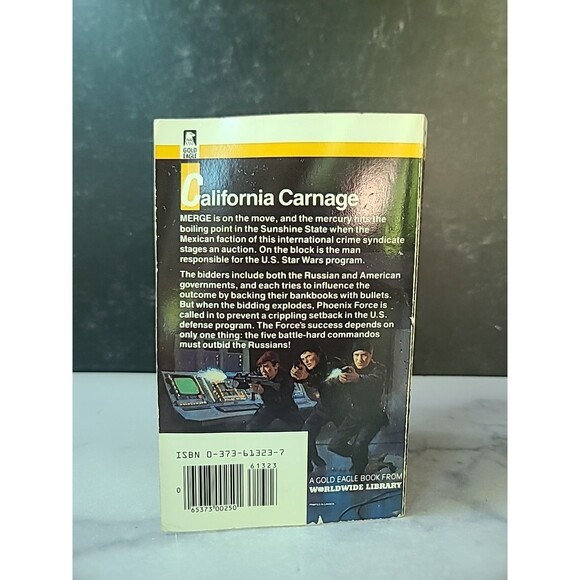 GOLD
EAGLE
California Carnage
MERGE is on the move, and the mercury hits the
boiling point in the Sunshine State when the
Mexican faction of this international crime syndicate
stages an auction. On the block is the man
responsible for the U.S. Star Wars program.
The bidders include both the Russian and American
governments, and each tries to influence the
outcome by backing their bankbooks with bullets.
But when the bidding explodes, Phoenix Force is
called in to prevent a crippling setback in the U.S.
defense program. The Force's success depends on
only one thing: the five battle-hard commandos
must outbid the Russians!
ISBN 0-373-61323-7
61323
0
65373 00250
A GOLD EAGLE BOOK FROM
WORLDWIDE LIBRARY
PRINTED IN CANADA